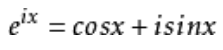 e^{ix} = cosx + isinx